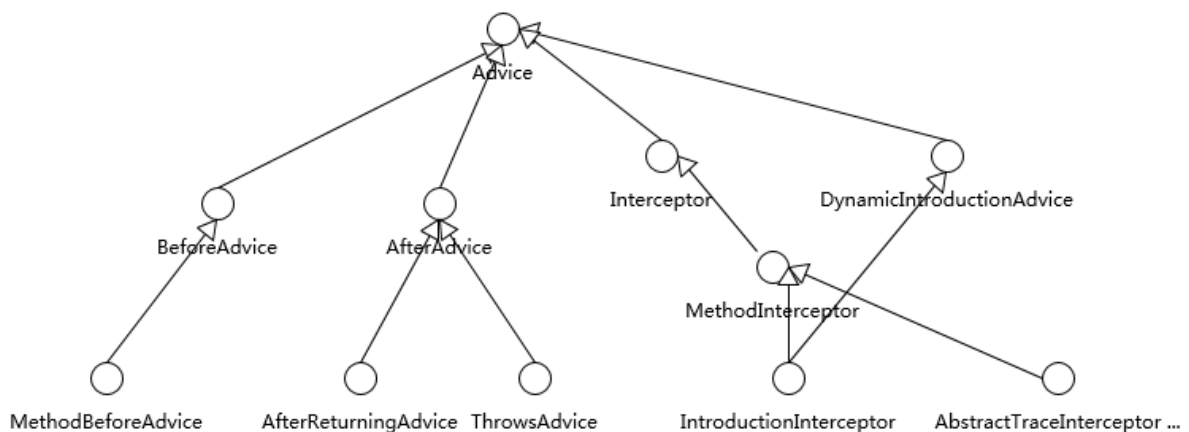 Advice
Interceptor
DynamicIntroductionAdvice
BeforeAdvice
AfterAdvice
MethodInterceptor
MethodBeforeAdvice
AfterReturningAdvice
ThrowsAdvice
IntroductionInterceptor
AbstractTraceInterceptor ...